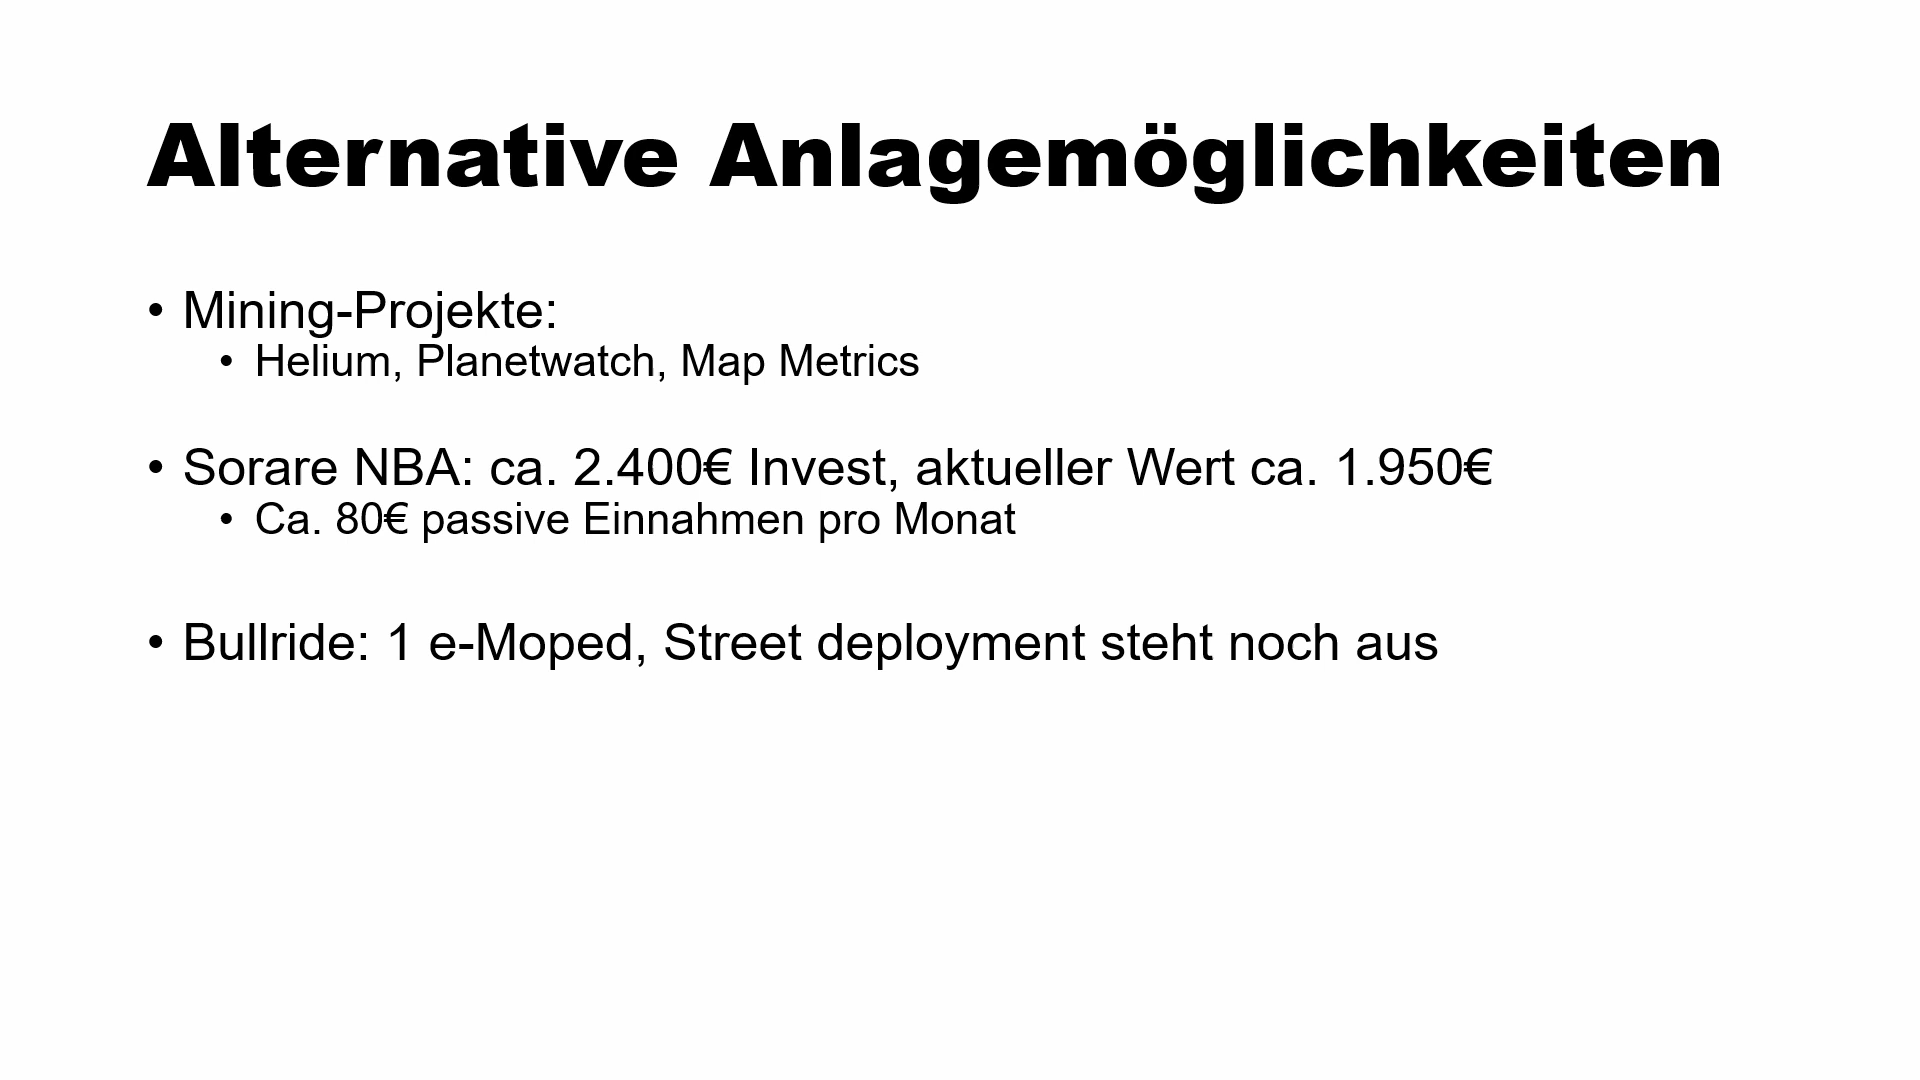 Alternative Anlagemöglichkeiten
• Mining-Projekte:
• Helium, Planetwatch, Map Metrics
• Sorare NBA: ca. 2.400€ Invest, aktueller Wert ca. 1.950€
• Ca. 80€ passive Einnahmen pro Monat
• Bullride: 1 e-Moped, Street deployment steht noch aus